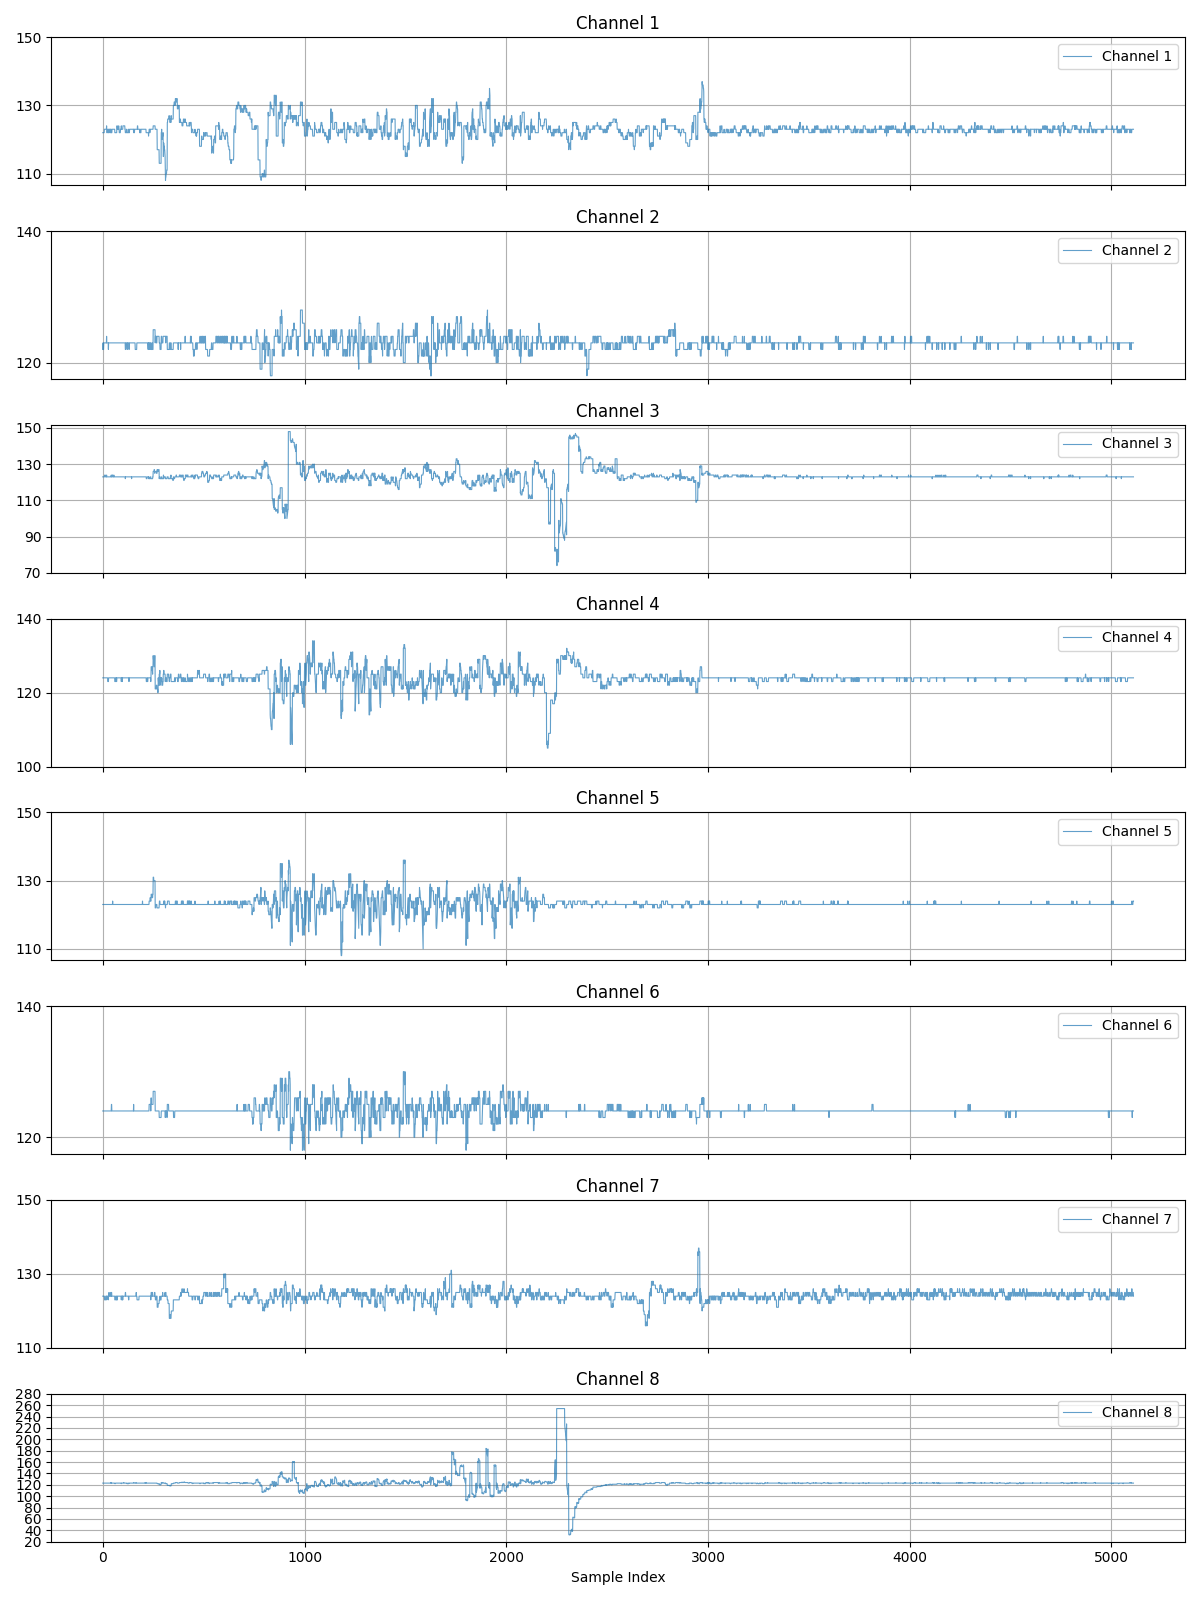 Channel 1
150
130
110
Channel 1
Channel 2
140
120
Channel 2
Channel 3
150
130
110
90
70
Channel 3
Channel 4
140
120
100
Channel 4
Channel 5
150
130
110
Channel 5
Channel 6
140
120
Channel 6
Channel 7
150
130
110
Channel 7
Channel 8
280
260
240
220
200
180
160
140
120
100
80
60
40
20
Channel 8
0 1000 2000 3000 4000 5000
Sample Index